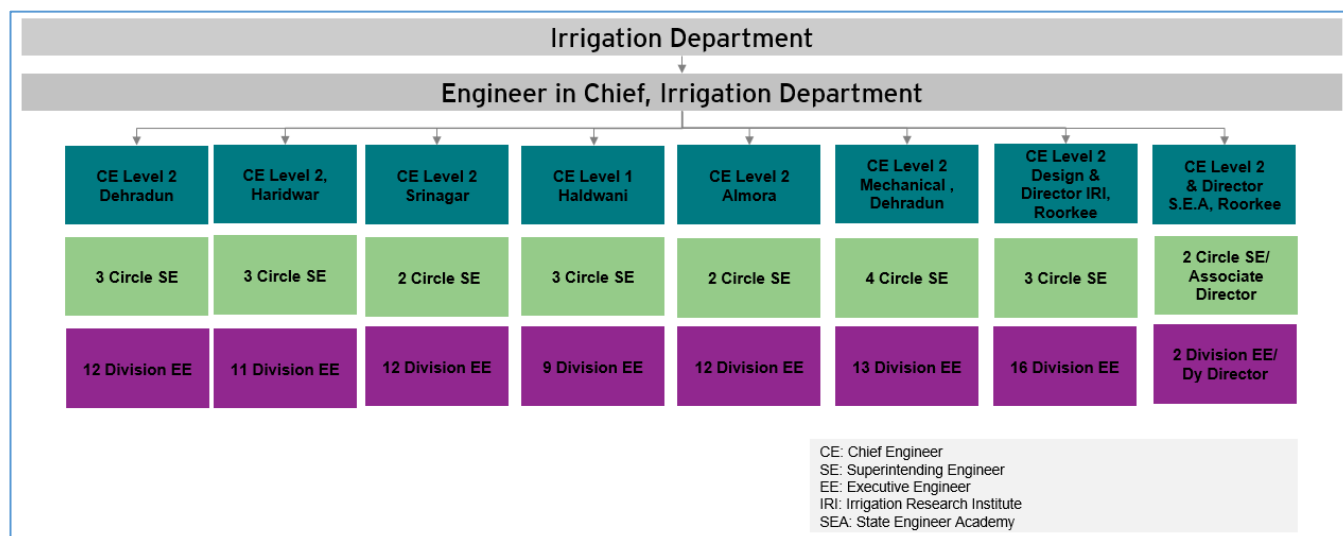 Irrigation Department
Engineer in Chief, Irrigation Department
CE Level 2
Dehradun
CE Level 2,
Haridwar
CE Level 2
Srinagar
CE Level 1
Haldwani
CE Level 2
Almora
CE Level 2
Mechanical ,
Dehradun
CE Level 2
Design &
Director IRI,
Roorkee
CE Level 2
& Director
S.E.A, Roorkee
3 Circle SE
3 Circle SE
2 Circle SE
3 Circle SE
2 Circle SE
4 Circle SE
3 Circle SE
2 Circle SE/
Associate
Director
12 Division EE
11 Division EE
12 Division EE
9 Division EE
12 Division EE
13 Division EE
16 Division EE
2 Division EE/
Dy Director
CE: Chief Engineer
SE: Superintending Engineer
EE: Executive Engineer
IRI: Irrigation Research Institute
SEA: State Engineer Academy